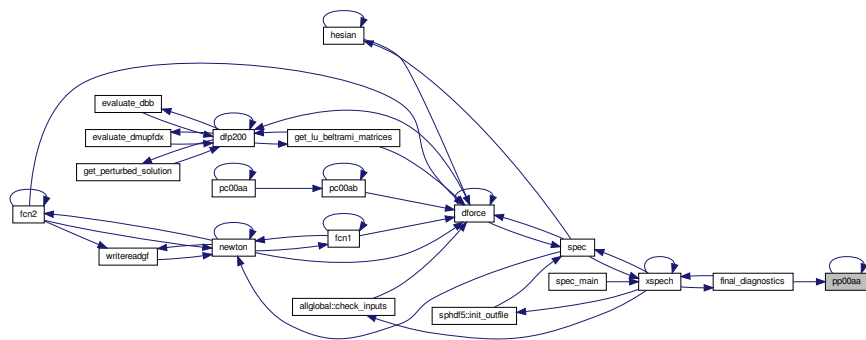 hesian
evaluate_dbb
evaluate_dmupfdx
dfp200
get_lu_beltrami_matrices
get_perturbed_solution
pc00aa
pc00ab
fcn2
dforce
fcn1
newton
spec
writereadgf
spec_main
xspech
final_diagnostics
pp00aa
allglobal::check_inputs
sphdf5::init_outfile